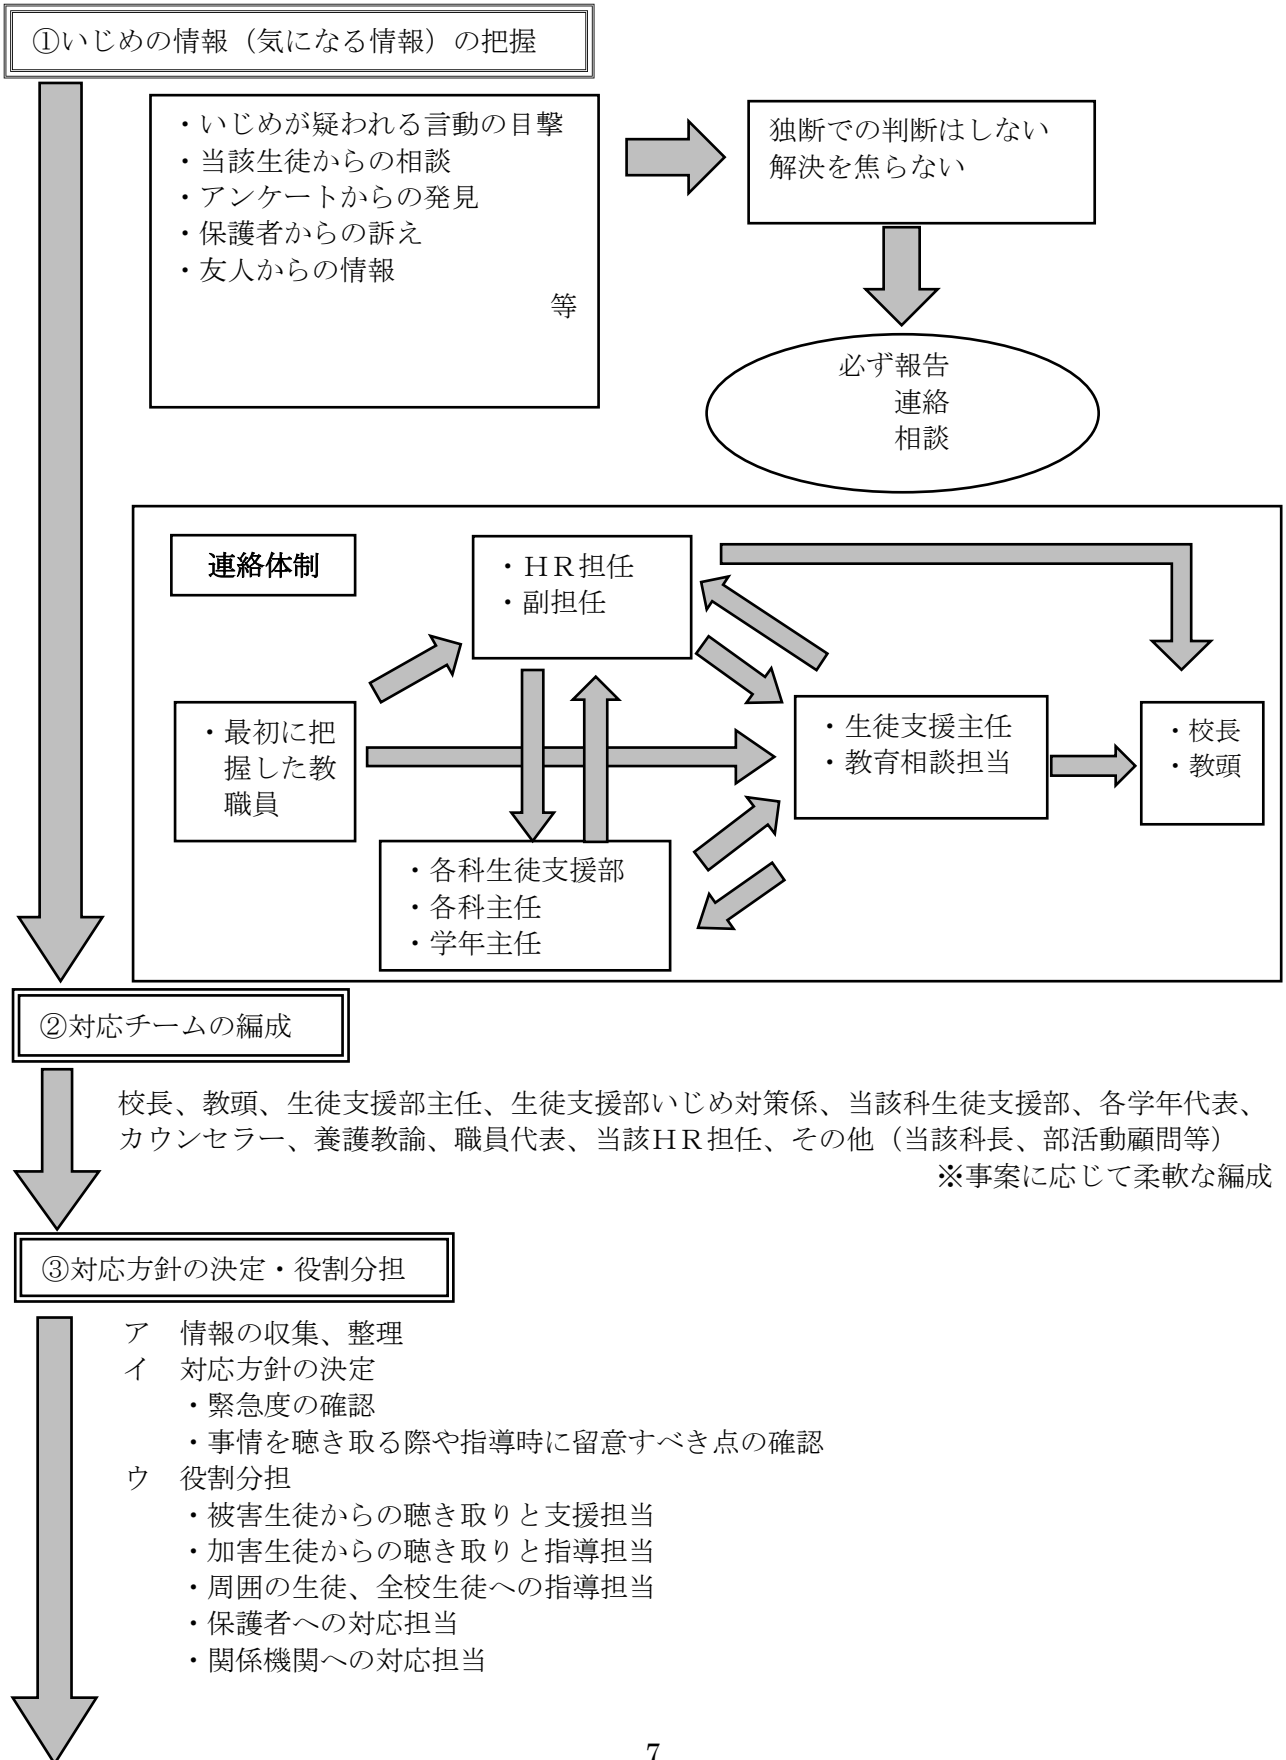 ①いじめの情報（気になる情報）の把握
・いじめが疑われる言動の目撃
・当該生徒からの相談
・アンケートからの発見
・保護者からの訴え
・友人からの情報
等
独断での判断はしない
解決を焦らない
必ず報告
連絡
相談
連絡体制
・ＨＲ担任
・副担任
・最初に把
握した教
職員
・生徒支援主任
・教育相談担当
・校長
・教頭
・各科生徒支援部
・各科主任
・学年主任
②対応チームの編成
校長、教頭、生徒支援部主任、生徒支援部いじめ対策係、当該科生徒支援部、各学年代表、
カウンセラー、養護教諭、職員代表、当該ＨＲ担任、その他（当該科長、部活動顧問等）
※事案に応じて柔軟な編成
③対応方針の決定・役割分担
ア　情報の収集、整理
イ　対応方針の決定
・緊急度の確認
・事情を聴き取る際や指導時に留意すべき点の確認
ウ　役割分担
・被害生徒からの聴き取りと支援担当
・加害生徒からの聴き取りと指導担当
・周囲の生徒、全校生徒への指導担当
・保護者への対応担当
・関係機関への対応担当
7